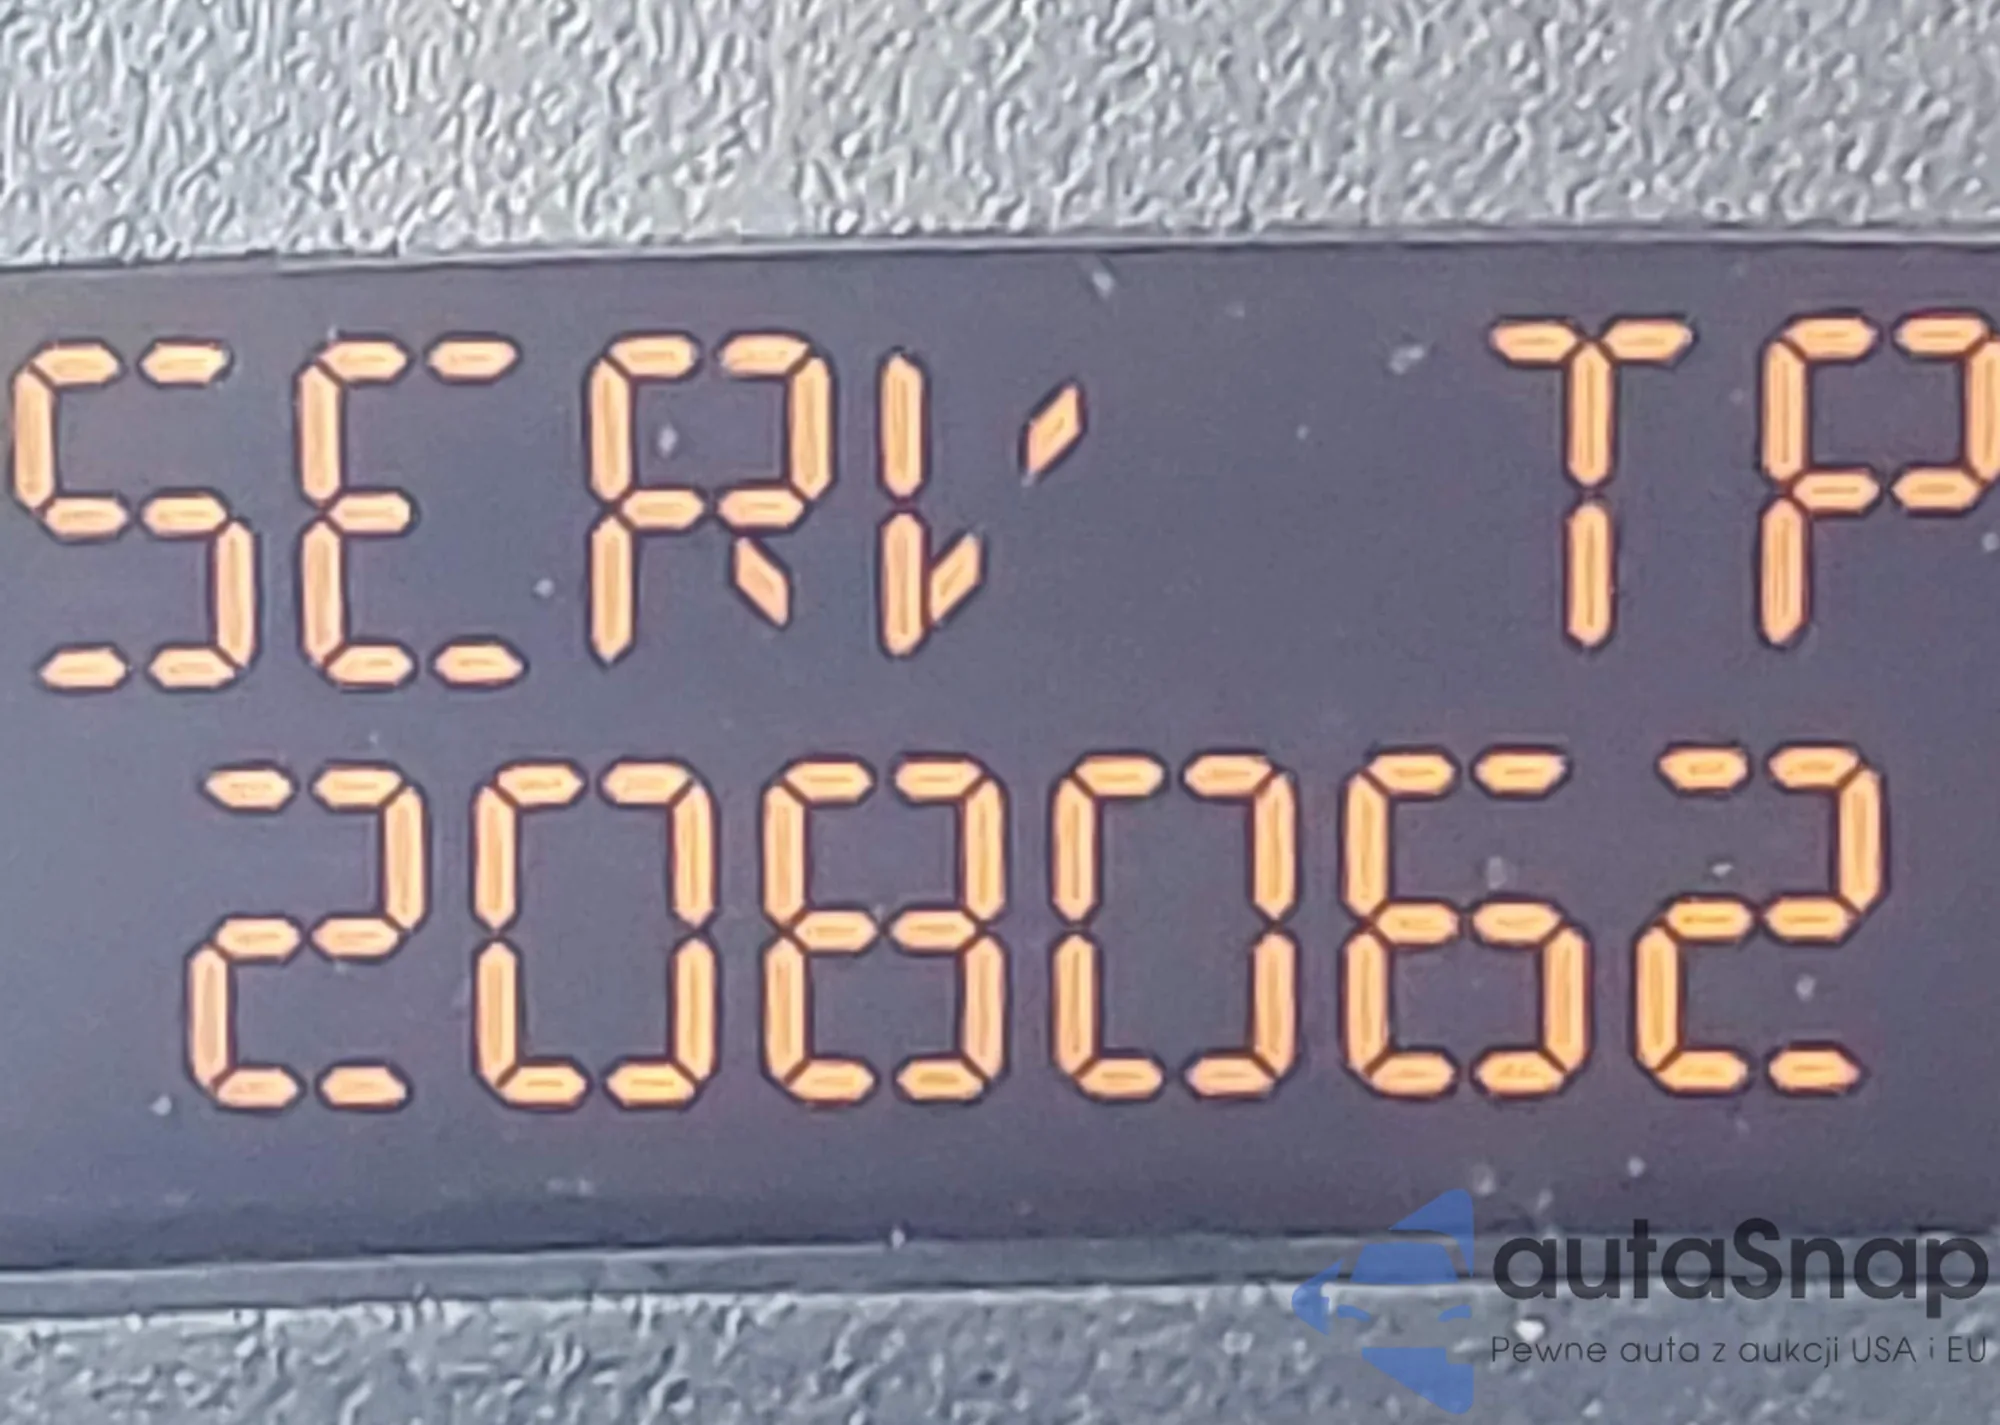 SERV TP
208062
autaSnap
Pewne auta z aukcji USA i EU